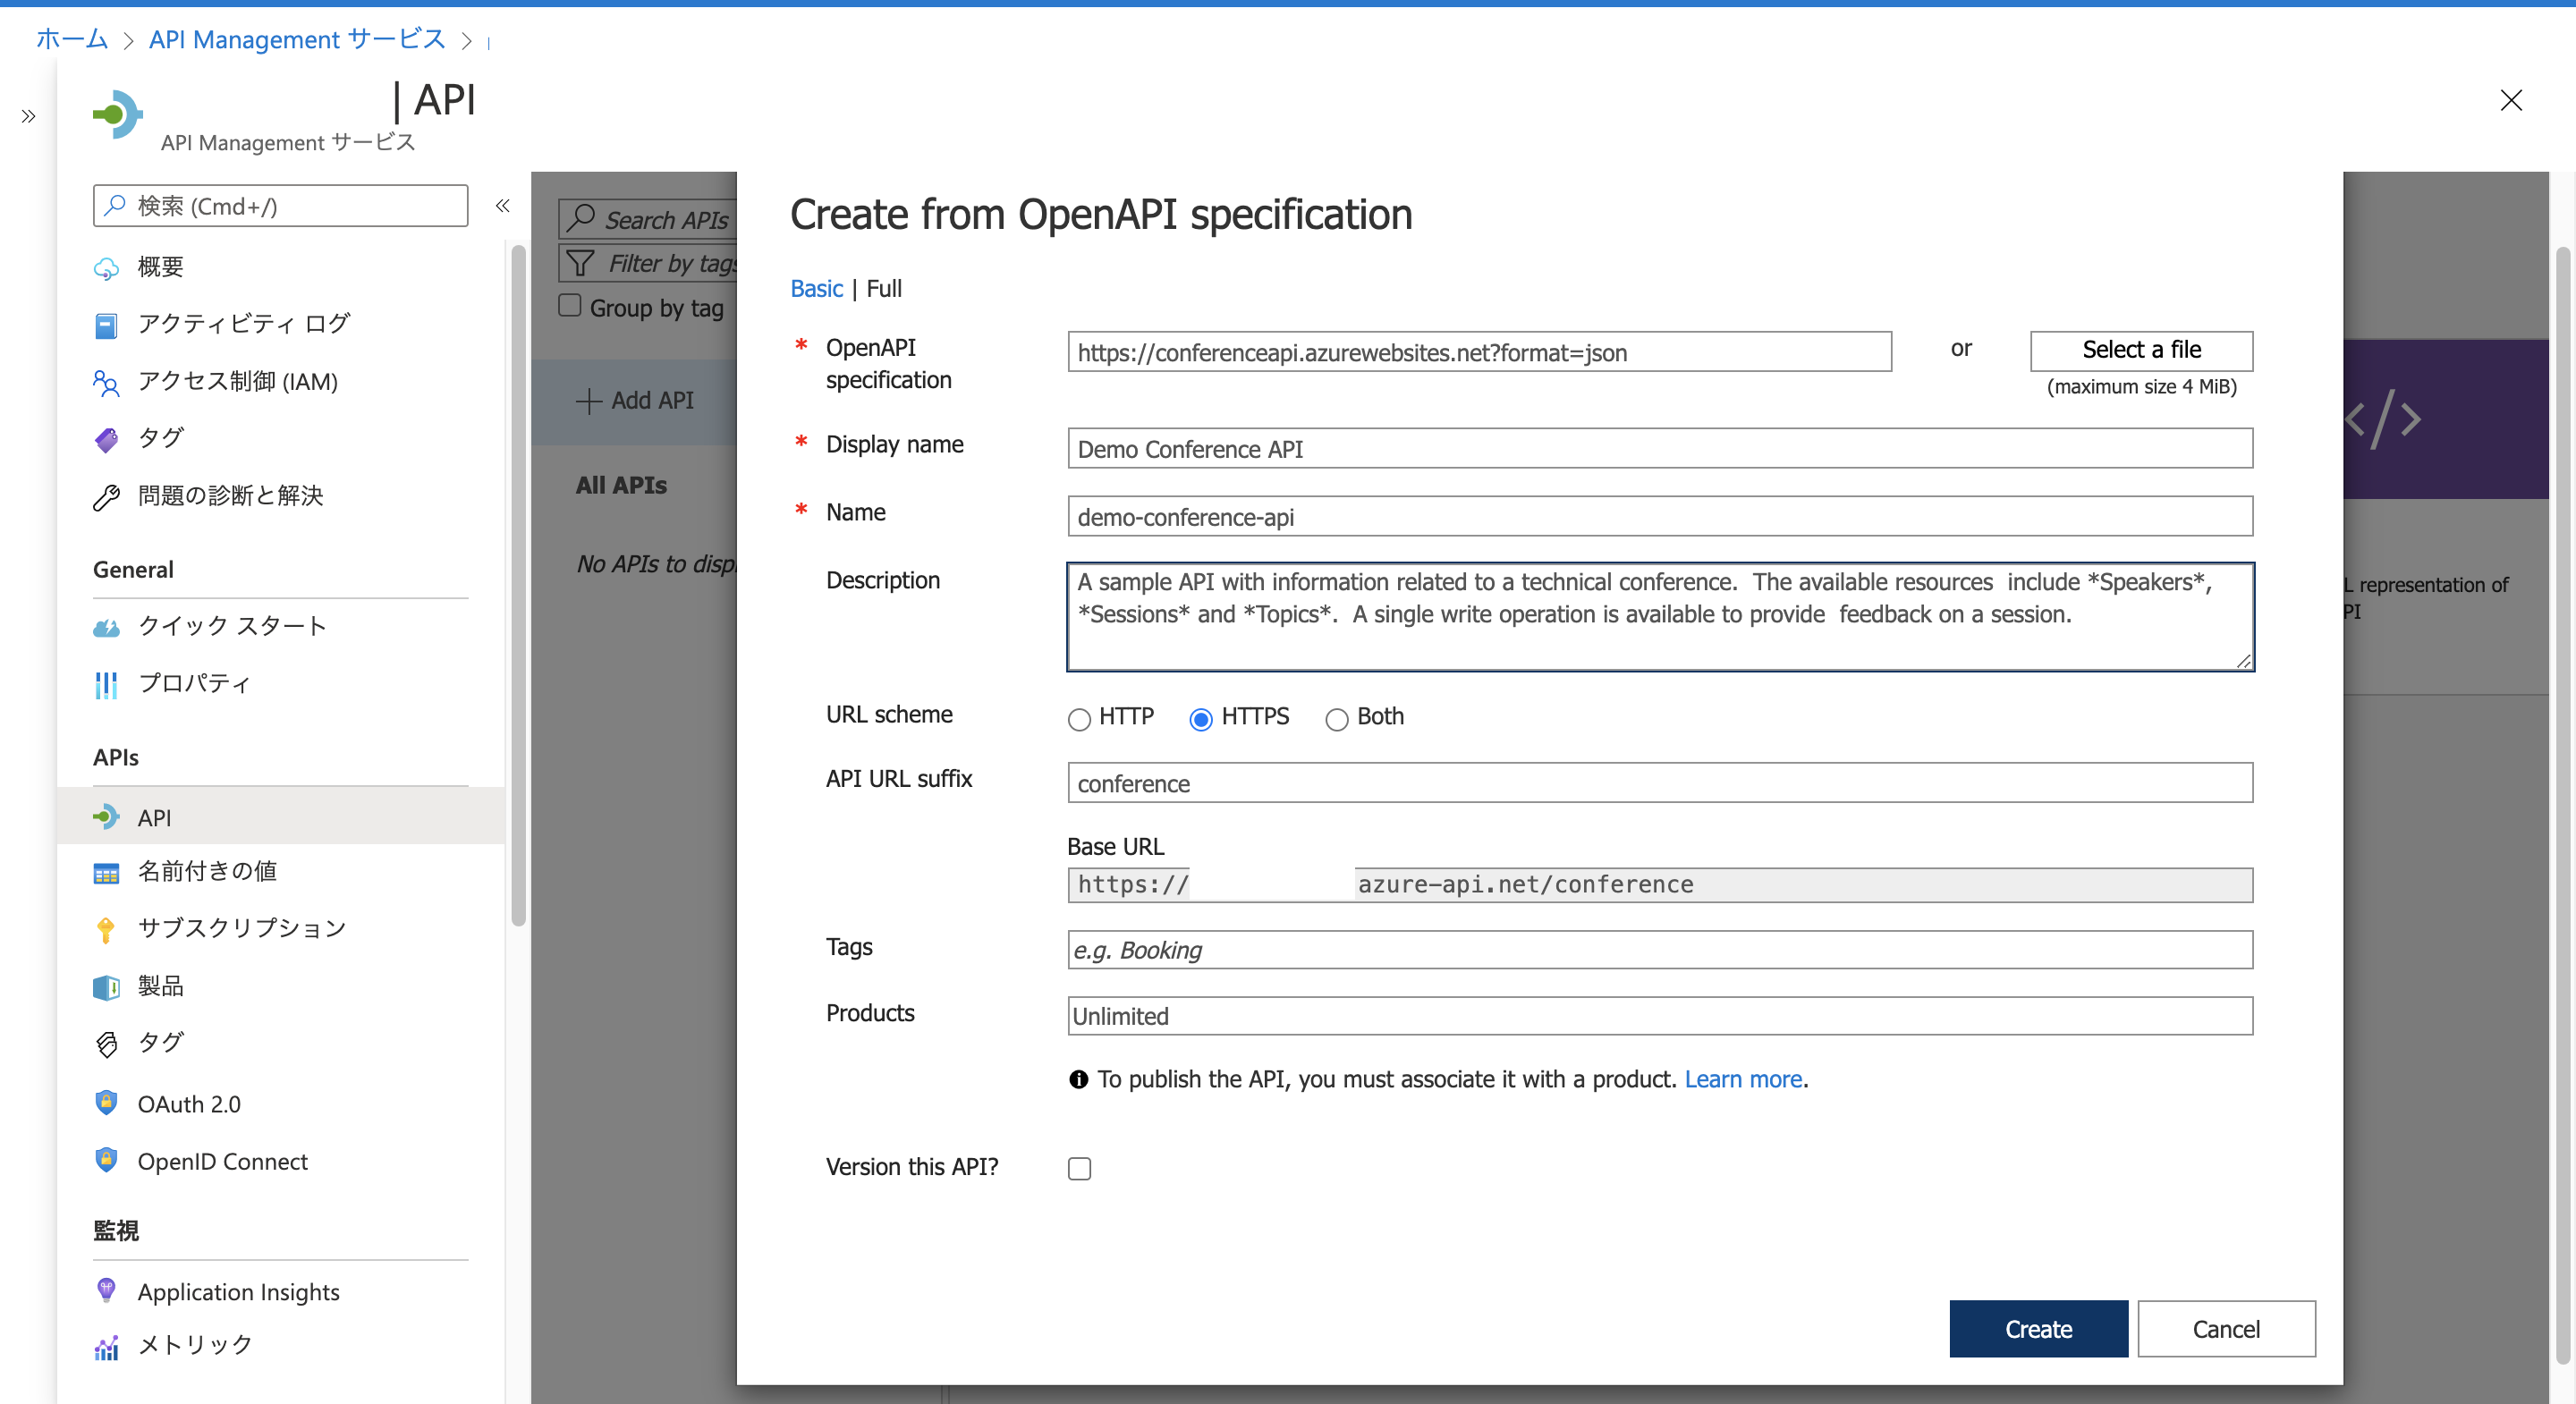 ホーム > API Management サービス >
| API
API Management サービス
検索 (Cmd+/)
概要
アクティビティ ログ
アクセス制御 (IAM)
タグ
問題の診断と解決
General
クイック スタート
プロパティ
APIs
API
名前付きの値
サブスクリプション
製品
タグ
OAuth 2.0
OpenID Connect
監視
Application Insights
メトリック
Search APIs
Filter by tags
Group by tag
Add API
All APIs
No APIs to disp
Create from OpenAPI specification
Basic | Full
* OpenAPI
specification
https://conferenceapi.azurewebsites.net?format=json
or
Select a file
(maximum size 4 MiB)
* Display name
Demo Conference API
* Name
demo-conference-api
Description
A sample API with information related to a technical conference.  The available resources  include *Speakers*,
*Sessions* and *Topics*.  A single write operation is available to provide  feedback on a session.
URL scheme
HTTP
HTTPS
Both
API URL suffix
conference
Base URL
https://
azure-api.net/conference
Tags
e.g. Booking
Products
Unlimited
To publish the API, you must associate it with a product. Learn more.
Version this API?
Create
Cancel
</>
L representation of
PI